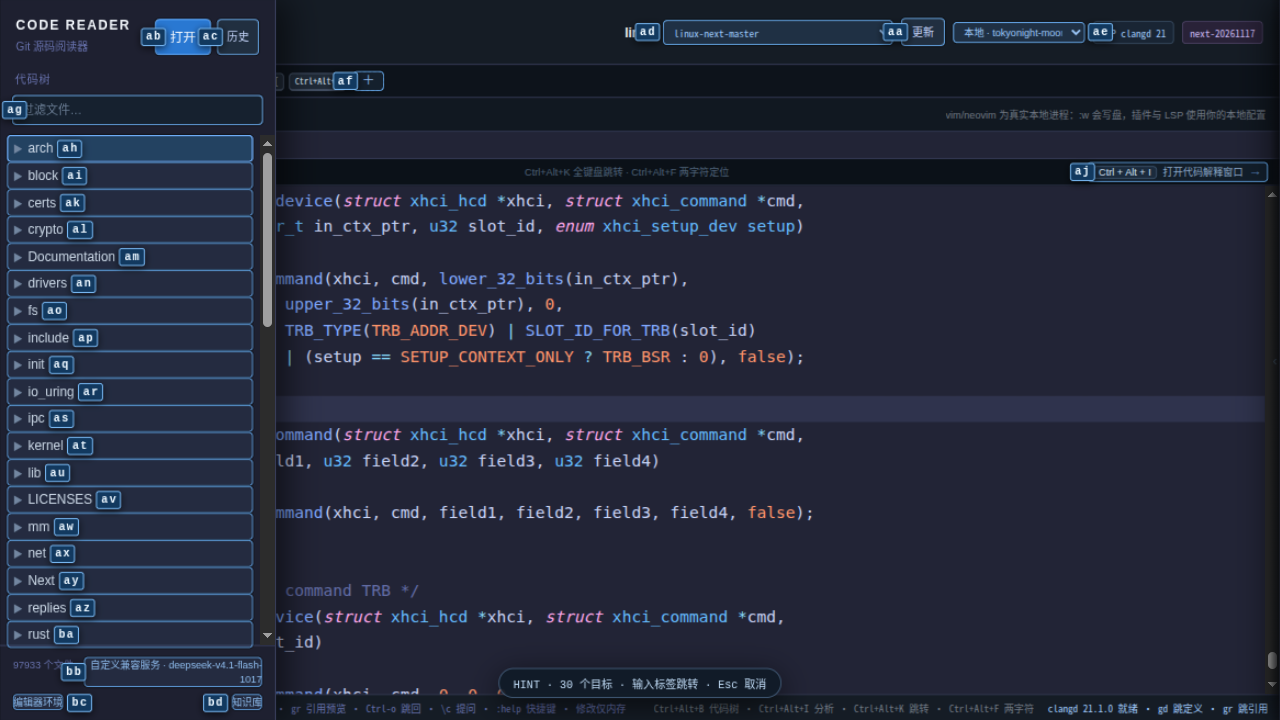 CODE READER
Git 源码阅读器
ab 打开 ac 历史
ad linux-next-master aa 更新 本地 · tokyonight-moon ae clangd 21 next-20261117
代码树
Ctrl+Alt+ af +
ag 过滤文件…
vim/neovim 为真实本地进程：:w 会写盘，插件与 LSP 使用你的本地配置
Ctrl+Alt+K 全键盘跳转 · Ctrl+Alt+F 两字符定位
aj Ctrl + Alt + I 打开代码解释窗口 →
arch ah
block ai
certs ak
crypto al
Documentation am
drivers an
fs ao
include ap
init aq
io_uring ar
ipc as
kernel at
lib au
LICENSES av
mm aw
net ax
Next ay
replies az
rust ba
device(struct xhci_hcd *xhci, struct xhci_command *cmd,
r_t in_ctx_ptr, u32 slot_id, enum xhci_setup_dev setup)
mmand(xhci, cmd, lower_32_bits(in_ctx_ptr),
upper_32_bits(in_ctx_ptr), 0,
TRB_TYPE(TRB_ADDR_DEV) | SLOT_ID_FOR_TRB(slot_id)
| (setup == SETUP_CONTEXT_ONLY ? TRB_BSR : 0), false);
ommand(struct xhci_hcd *xhci, struct xhci_command *cmd,
ld1, u32 field2, u32 field3, u32 field4)
mmand(xhci, cmd, field1, field2, field3, field4, false);
command TRB */
vice(struct xhci_hcd *xhci, struct xhci_command *cmd,
t_id)
mmand(xhci, cmd, 0, 0,
97933 个文 bb 自定义兼容服务 · deepseek-v4.1-flash-
1017
HINT · 30 个目标 · 输入标签跳转 · Esc 取消
编辑器环境 bc bd 知识库
· gr 引用预览 · Ctrl-o 跳回 · \c 提问 · :help 快捷键 · 修改仅内存
Ctrl+Alt+B 代码树 · Ctrl+Alt+I 分析 · Ctrl+Alt+K 跳转 · Ctrl+Alt+F 两字符
clangd 21.1.0 就绪 · gd 跳定义 · gr 跳引用